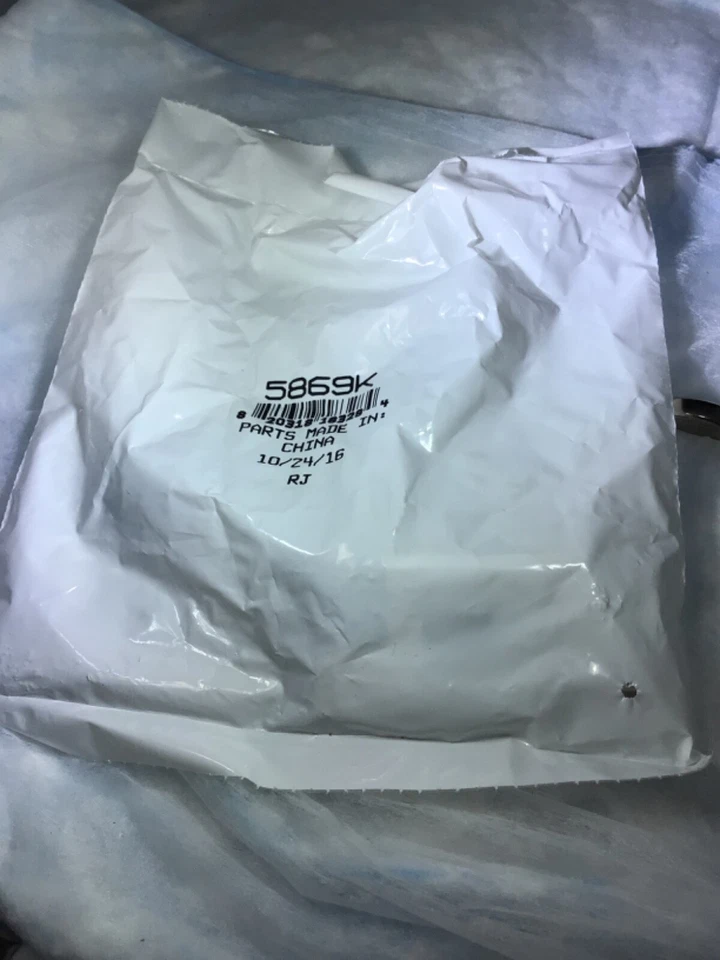 5869K
PARTS MADE IN:
CHINA
10/24/16
RJ